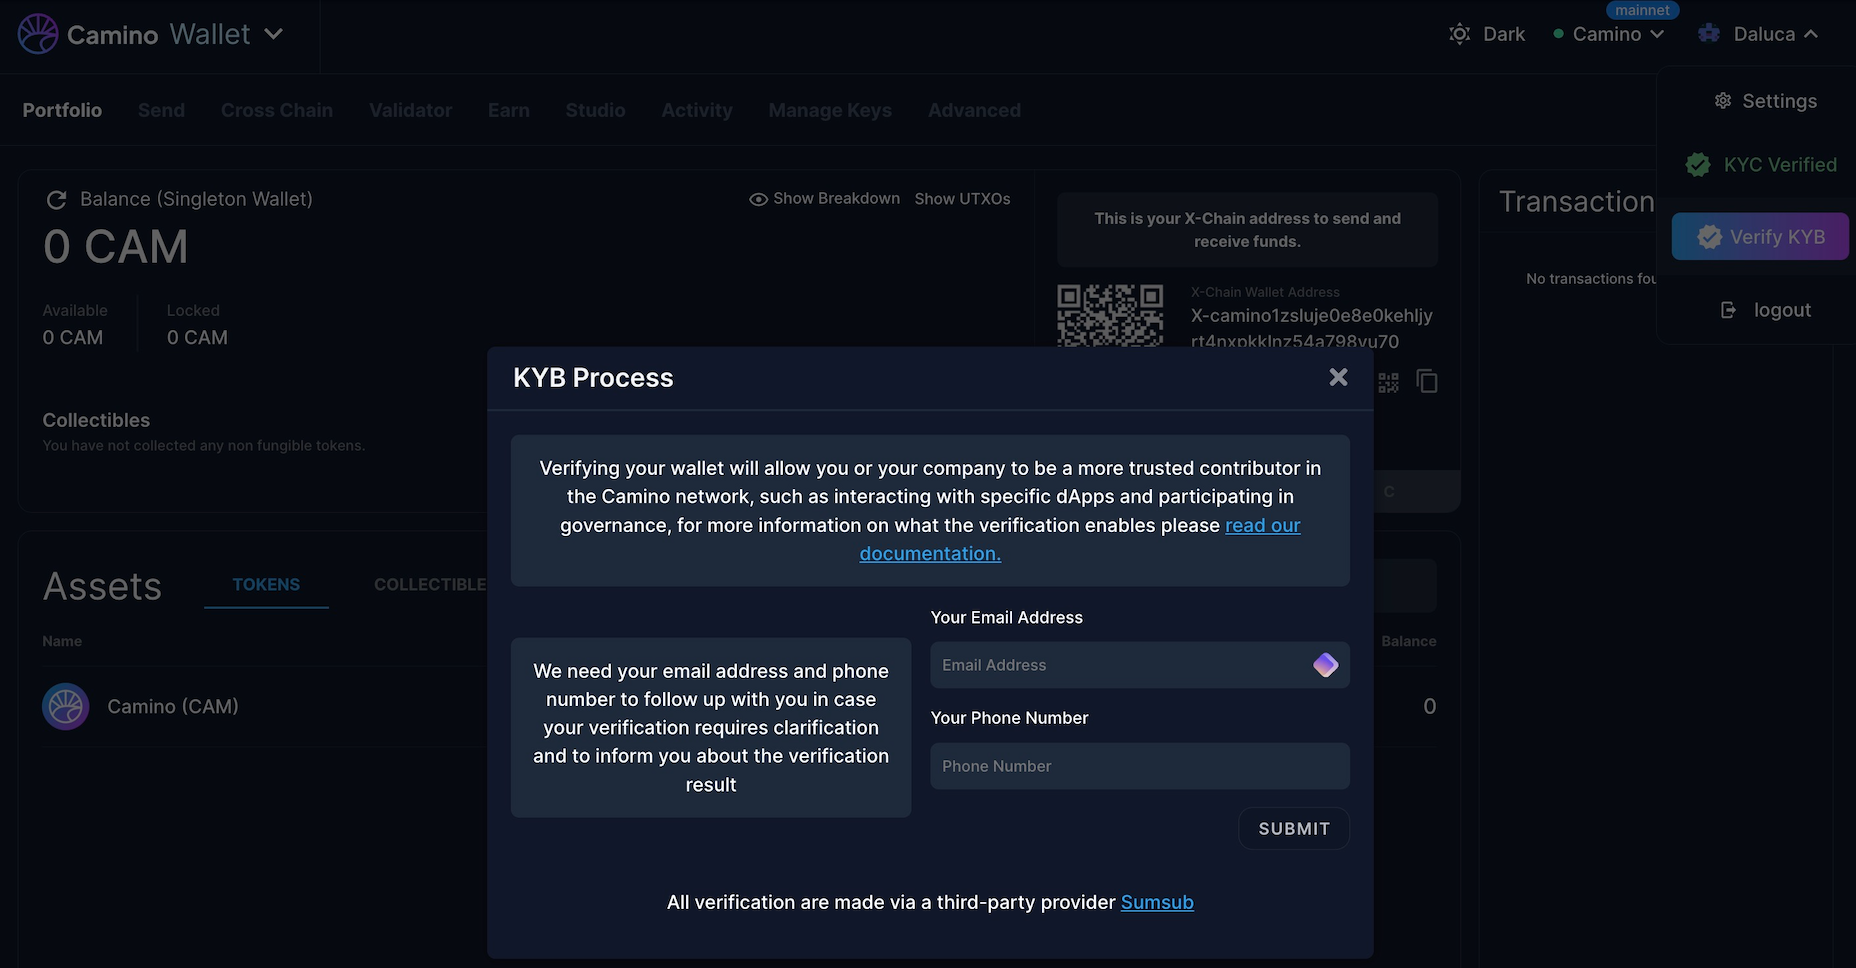 Camino Wallet
mainnet
Dark
Camino
Daluca
Portfolio
Send
Cross Chain
Validator
Earn
Studio
Activity
Manage Keys
Advanced
Settings
KYC Verified
Verify KYB
logout
Balance (Singleton Wallet)
Show Breakdown
Show UTXOs
0 CAM
Available
0 CAM
Locked
0 CAM
Collectibles
You have not collected any non fungible tokens.
This is your X-Chain address to send and
receive funds.
X-Chain Wallet Address
X-camino1zsluje0e8e0kehljy
rt4nxpkklnz54a798vu70
C
Transaction
No transactions fou
KYB Process
Verifying your wallet will allow you or your company to be a more trusted contributor in
the Camino network, such as interacting with specific dApps and participating in
governance, for more information on what the verification enables please read our
documentation.
We need your email address and phone
number to follow up with you in case
your verification requires clarification
and to inform you about the verification
result
Your Email Address
Email Address
Your Phone Number
Phone Number
SUBMIT
All verification are made via a third-party provider Sumsub
Assets
TOKENS
COLLECTIBLE
Name
Balance
Camino (CAM)
0